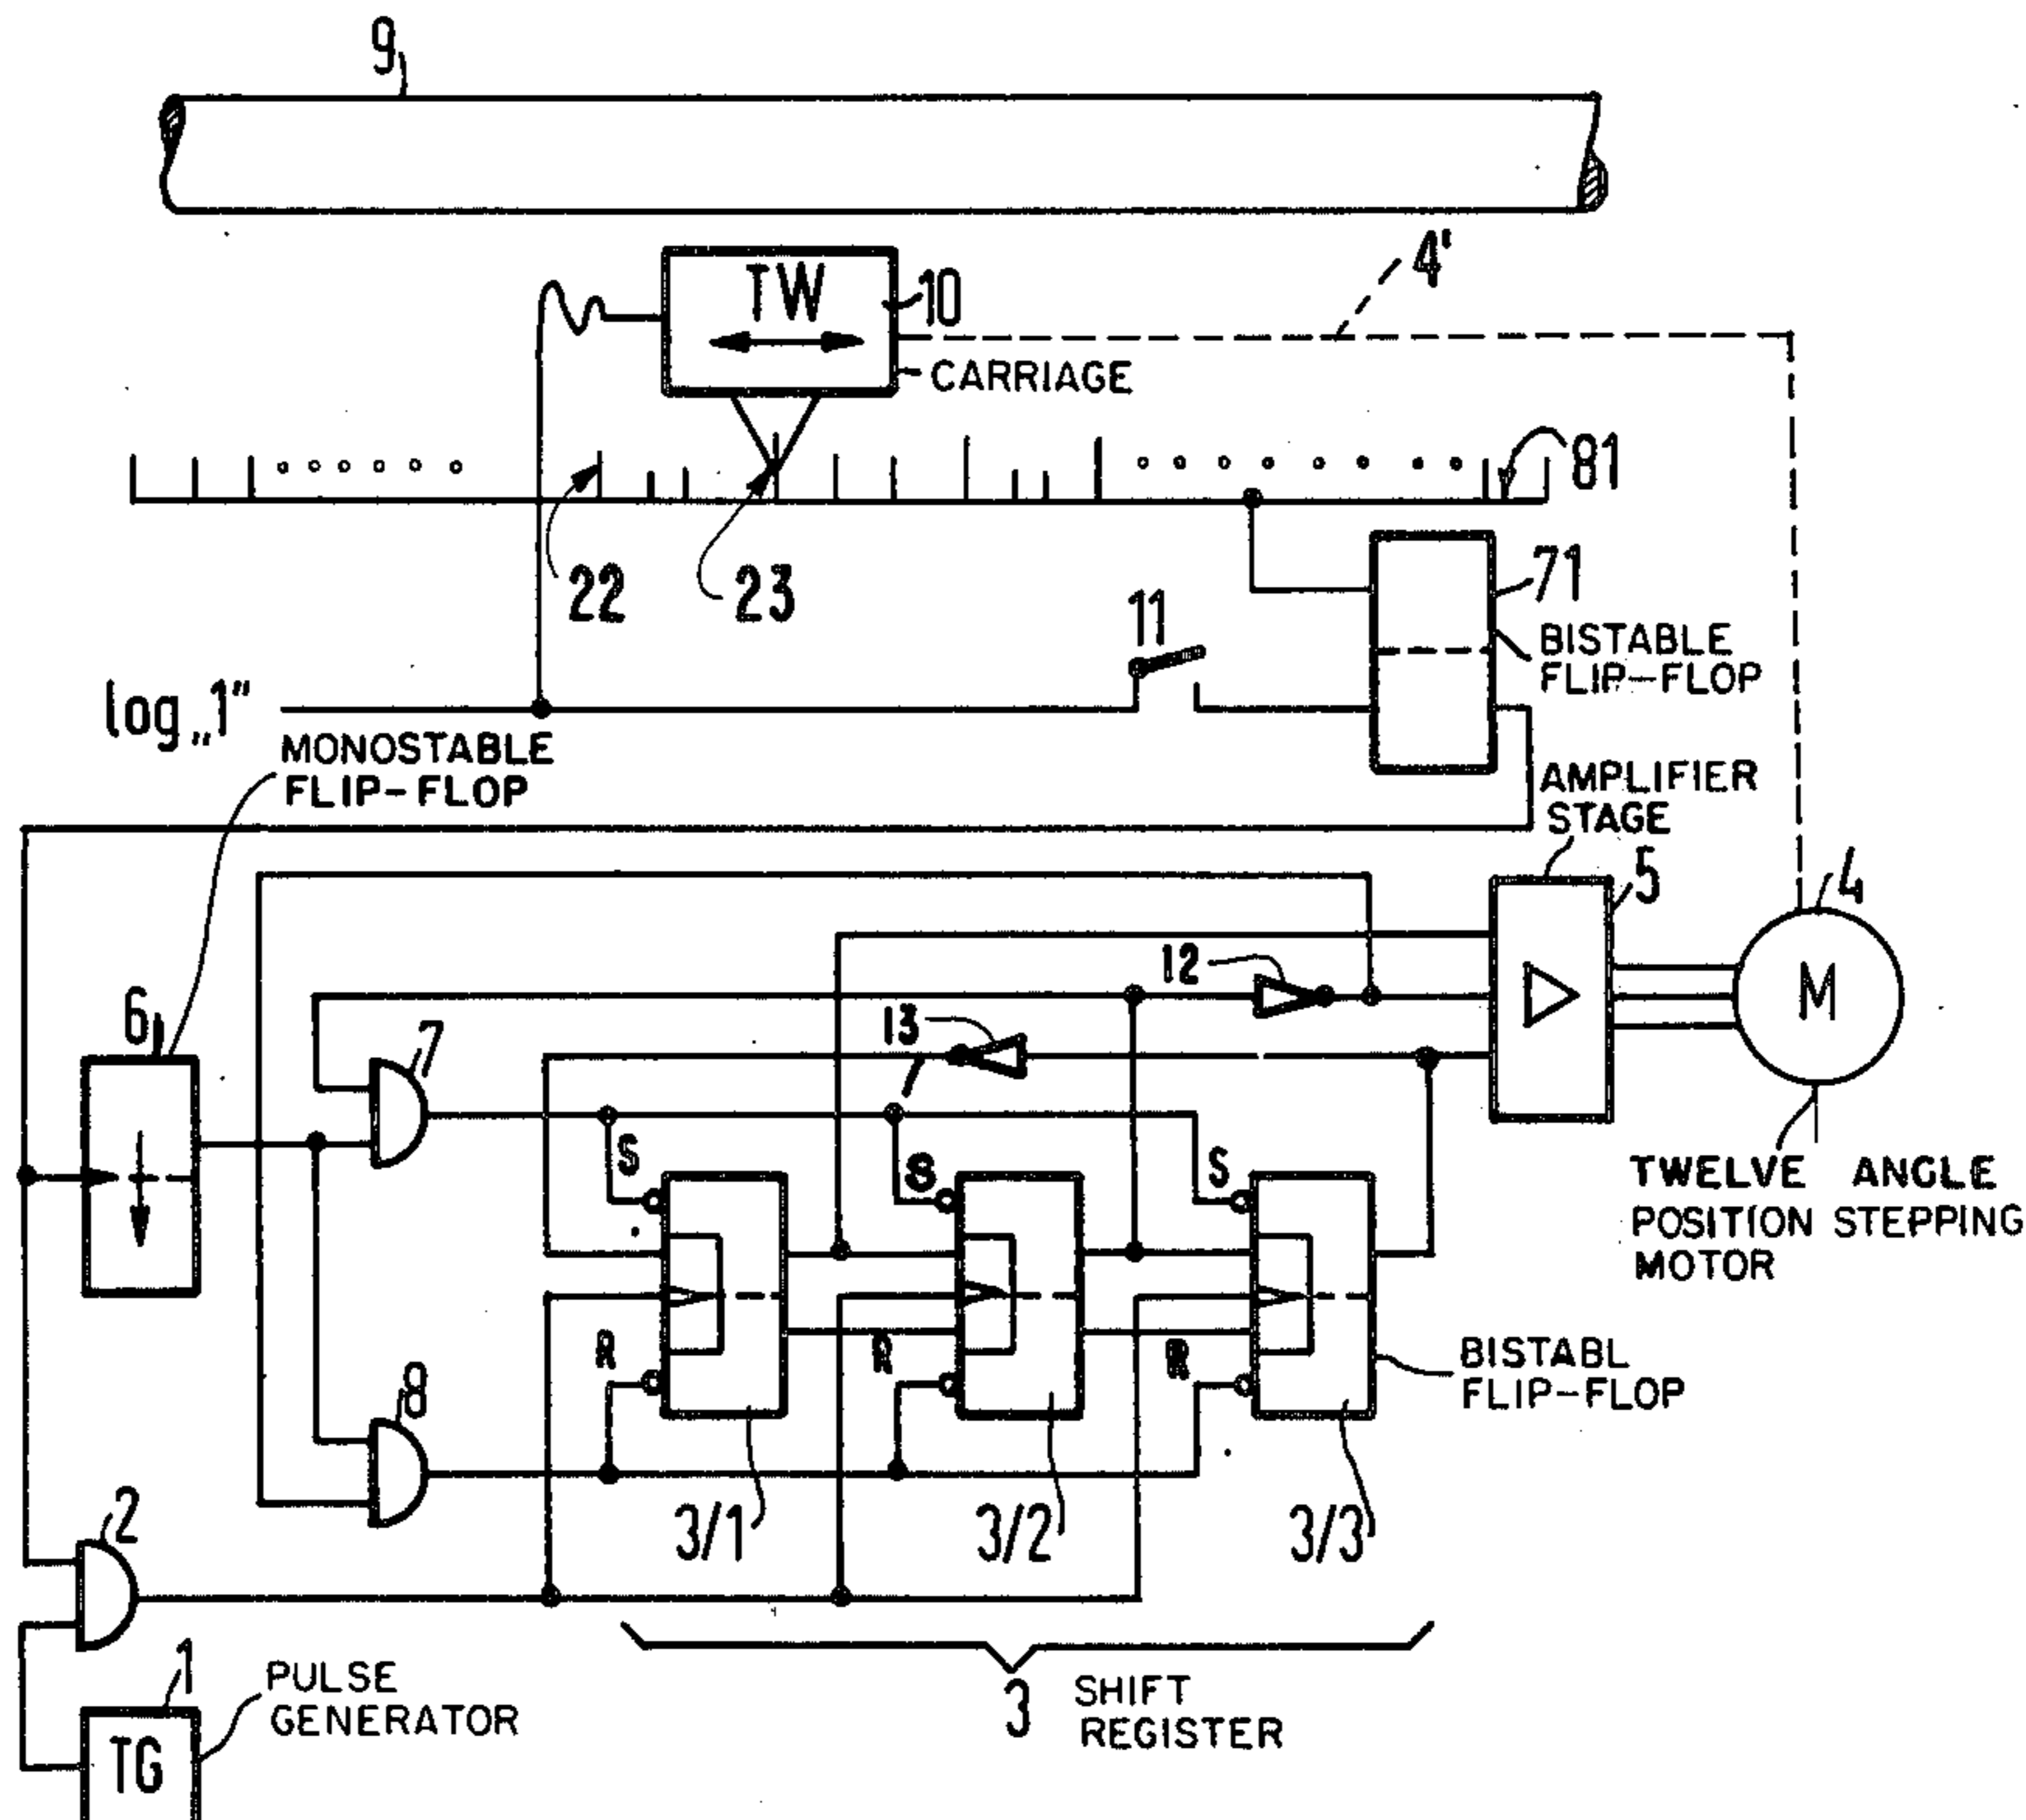 9
4'
TW
10
CARRIAGE
81
22
23
71
11
BISTABLE
FLIP-FLOP
log „1"
MONOSTABLE
FLIP-FLOP
AMPLIFIER
STAGE
5
4
12
M
6
7
13
S
S
S
TWELVE ANGLE
POSITION STEPPING
MOTOR
R
R
R
BISTABL
FLIP-FLOP
8
2
3/1
3/2
3/3
1
PULSE
GENERATOR
3
SHIFT
REGISTER
TG